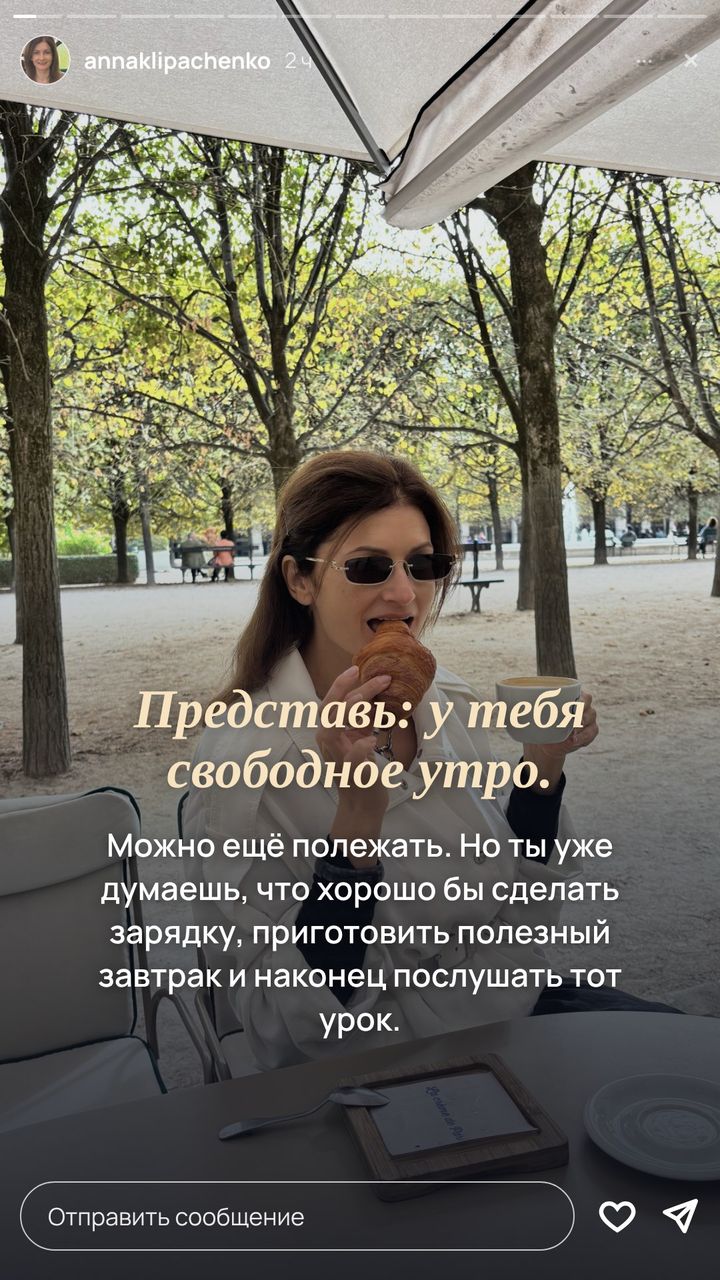 annaklipachenko 2 ч
Представь: у тебя
свободное утро.
Можно ещё полежать. Но ты уже
думаешь, что хорошо бы сделать
зарядку, приготовить полезный
завтрак и наконец послушать тот
урок.
Отправить сообщение